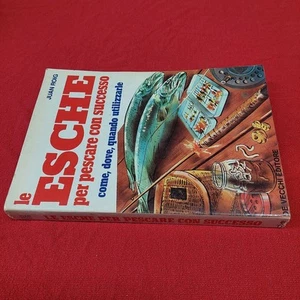 JUAN ROIG
le
ESCHE
per pescare con successo
come, dove, quando utilizzarle
DE VECCHI EDITORE
LE ESCHE PER PESCARE CON SUCCESSO